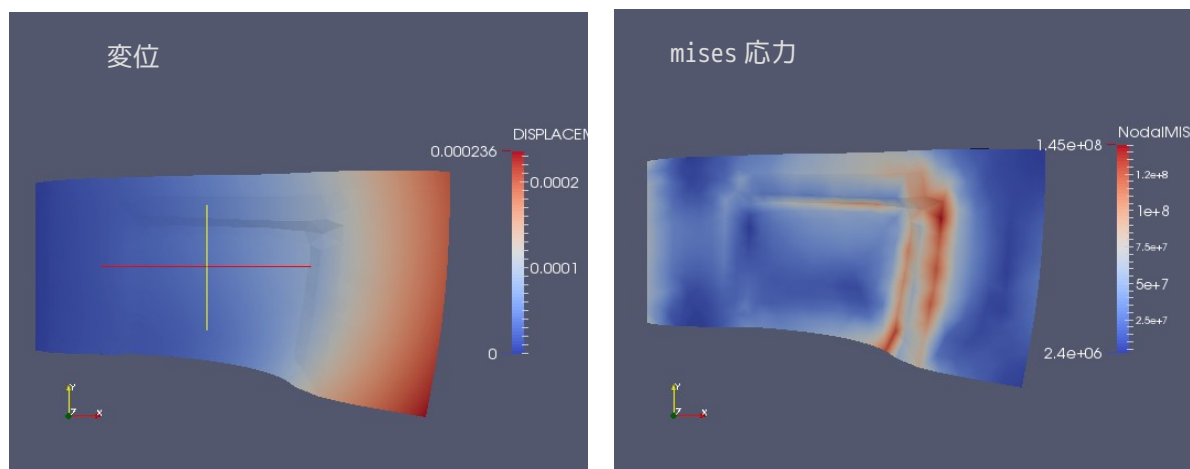 変位
DISPLACEM
0.000236
0.0002
0.0001
0
Y
Z X
mises 応力
NodalMIS
1.45e+08
1.2e+8
1e+8
7.5e+7
5e+7
2.5e+7
2.4e+06
Y
Z X